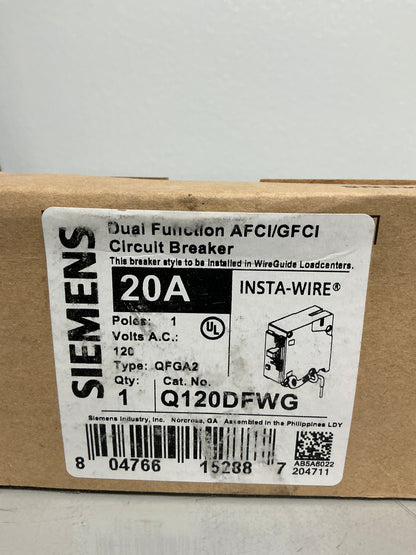 SIEMENS
Dual Function AFCI/GFCI
Circuit Breaker
This breaker style to be installed in WireGuide Loadcenters.
20A
INSTA-WIRE®
Poles: 1
Volts A.C.:
120
UL
Type: QFGA2
Qty: Cat. No.
1 Q120DFWG
Siemens Industry, Inc. Norcross, GA Assembled in the Philippines LDY
8 04766 15288 7
AB5A6022
204711